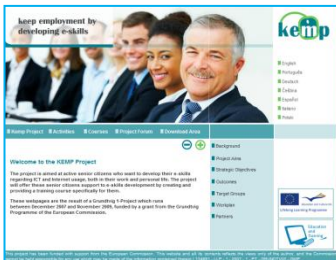 keep employment by
developing e-skills
kemp
English
Português
Deutsch
Čeština
Español
Italiano
Polski
Kemp Project
Activities
Courses
Project Forum
Download Area
Welcome to the KEMP Project
The project is aimed at active senior citizens who want to develop their e-skills
regarding ICT and Internet usage, both in their work and personal life. The project
will offer these senior citizens support to e-skills development by creating and
providing a training course specifically for them.
These webpages are the result of a Grundtvig 1-Project which runs
between December 2007 and November 2009, funded by a grant from the Grundtvig
Programme of the European Commission.
Background
Project Area
Strategic Objectives
Outcomes
Target Groups
Workplan
Partners
Lifelong Learning Programme
Education
and
Training
This project has been funded with support from the European Commission. This website and all its contents reflects the views only of the author, and the Commission